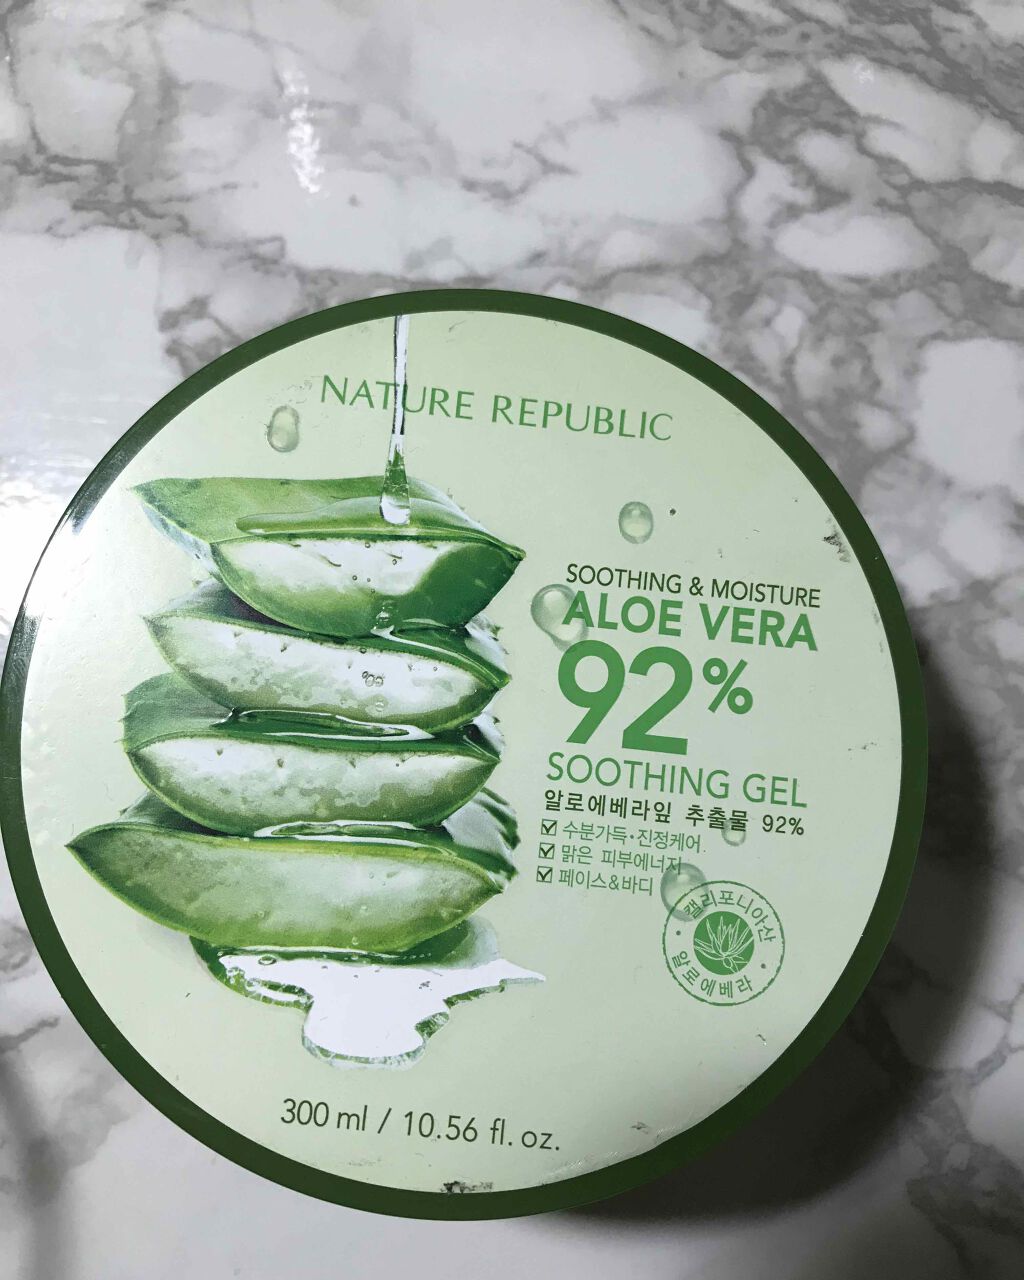 NATURE REPUBLIC
SOOTHING & MOISTURE
ALOE VERA
92%
SOOTHING GEL
알로에베라잎 추출물 92%
수분가득·진정케어
맑은 피부에너지
페이스&바디
캘리포니아산
알로에베라
300 ml / 10.56 fl. oz.